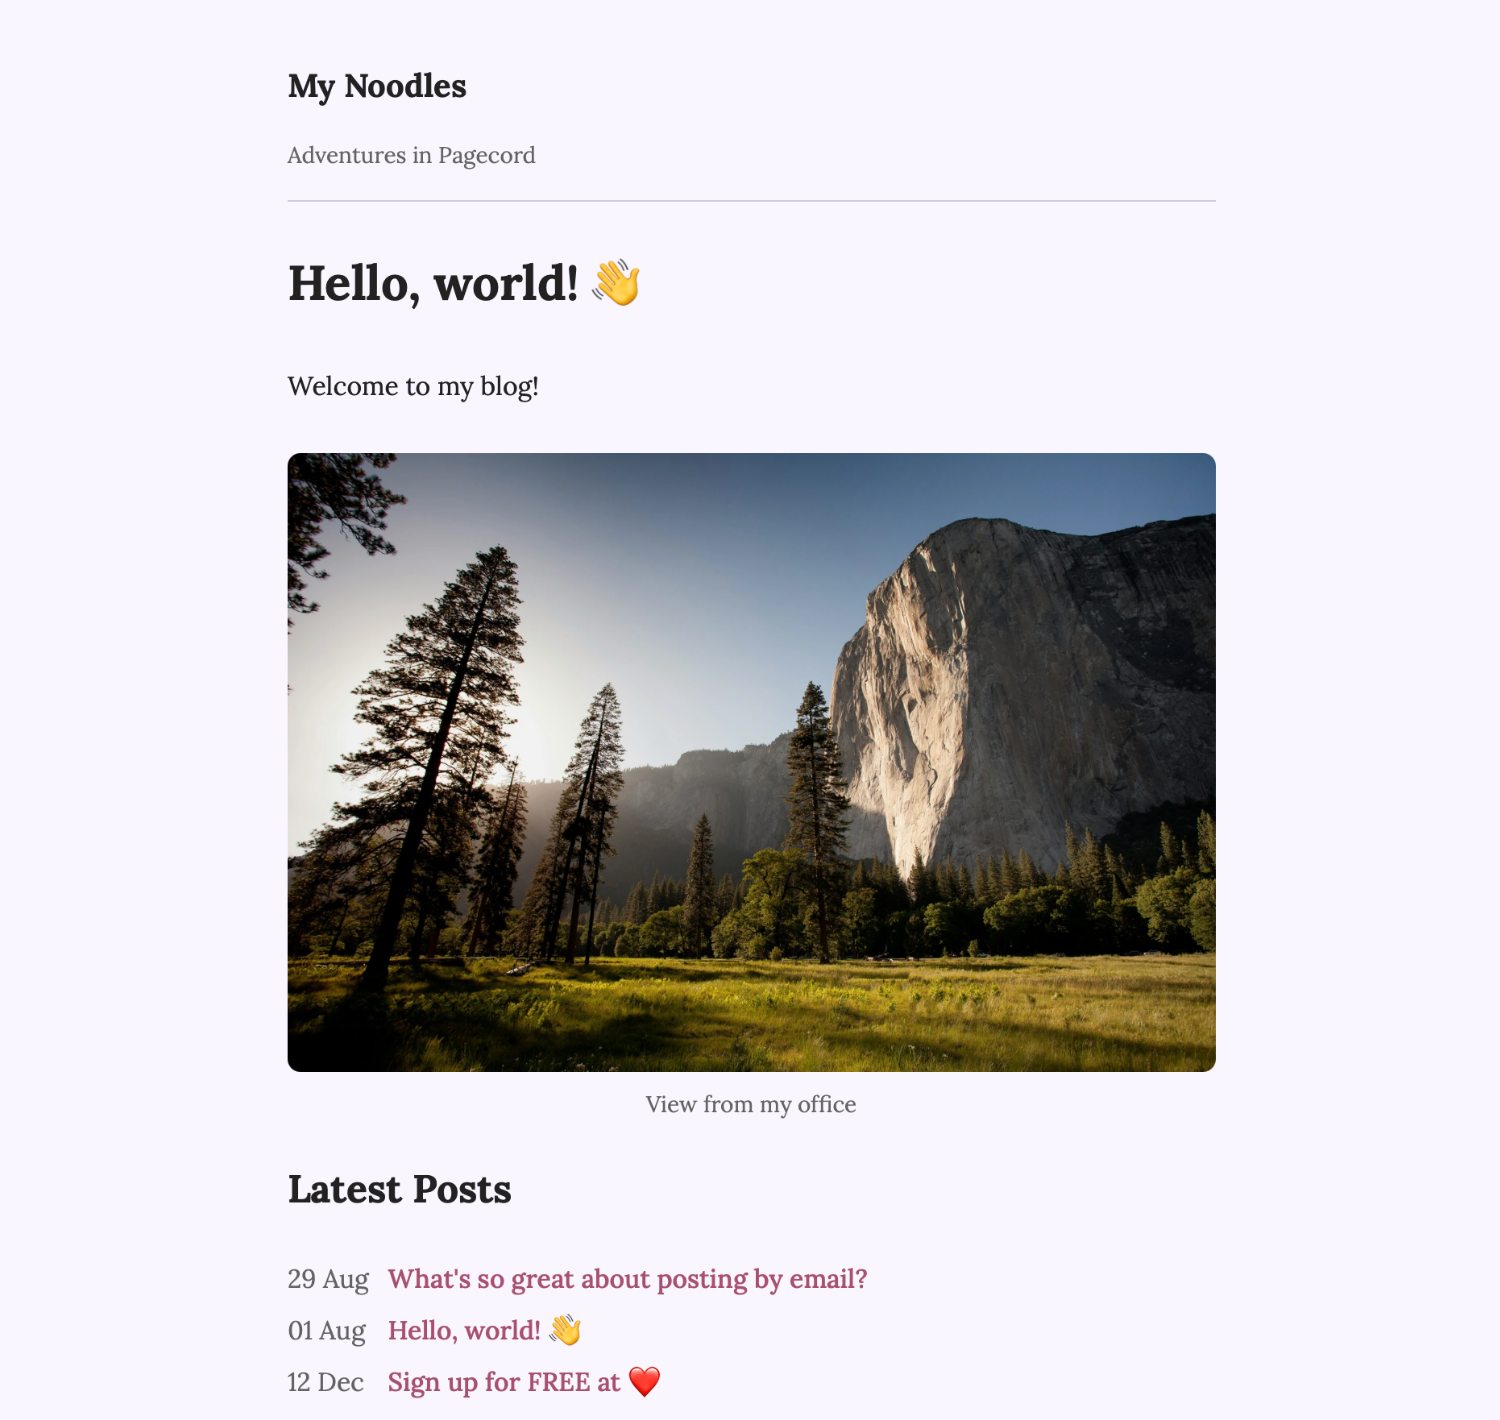 My Noodles
Adventures in Pagecord
Hello, world! 👋
Welcome to my blog!
View from my office
Latest Posts
29 Aug What's so great about posting by email?
01 Aug Hello, world! 👋
12 Dec Sign up for FREE at ❤️